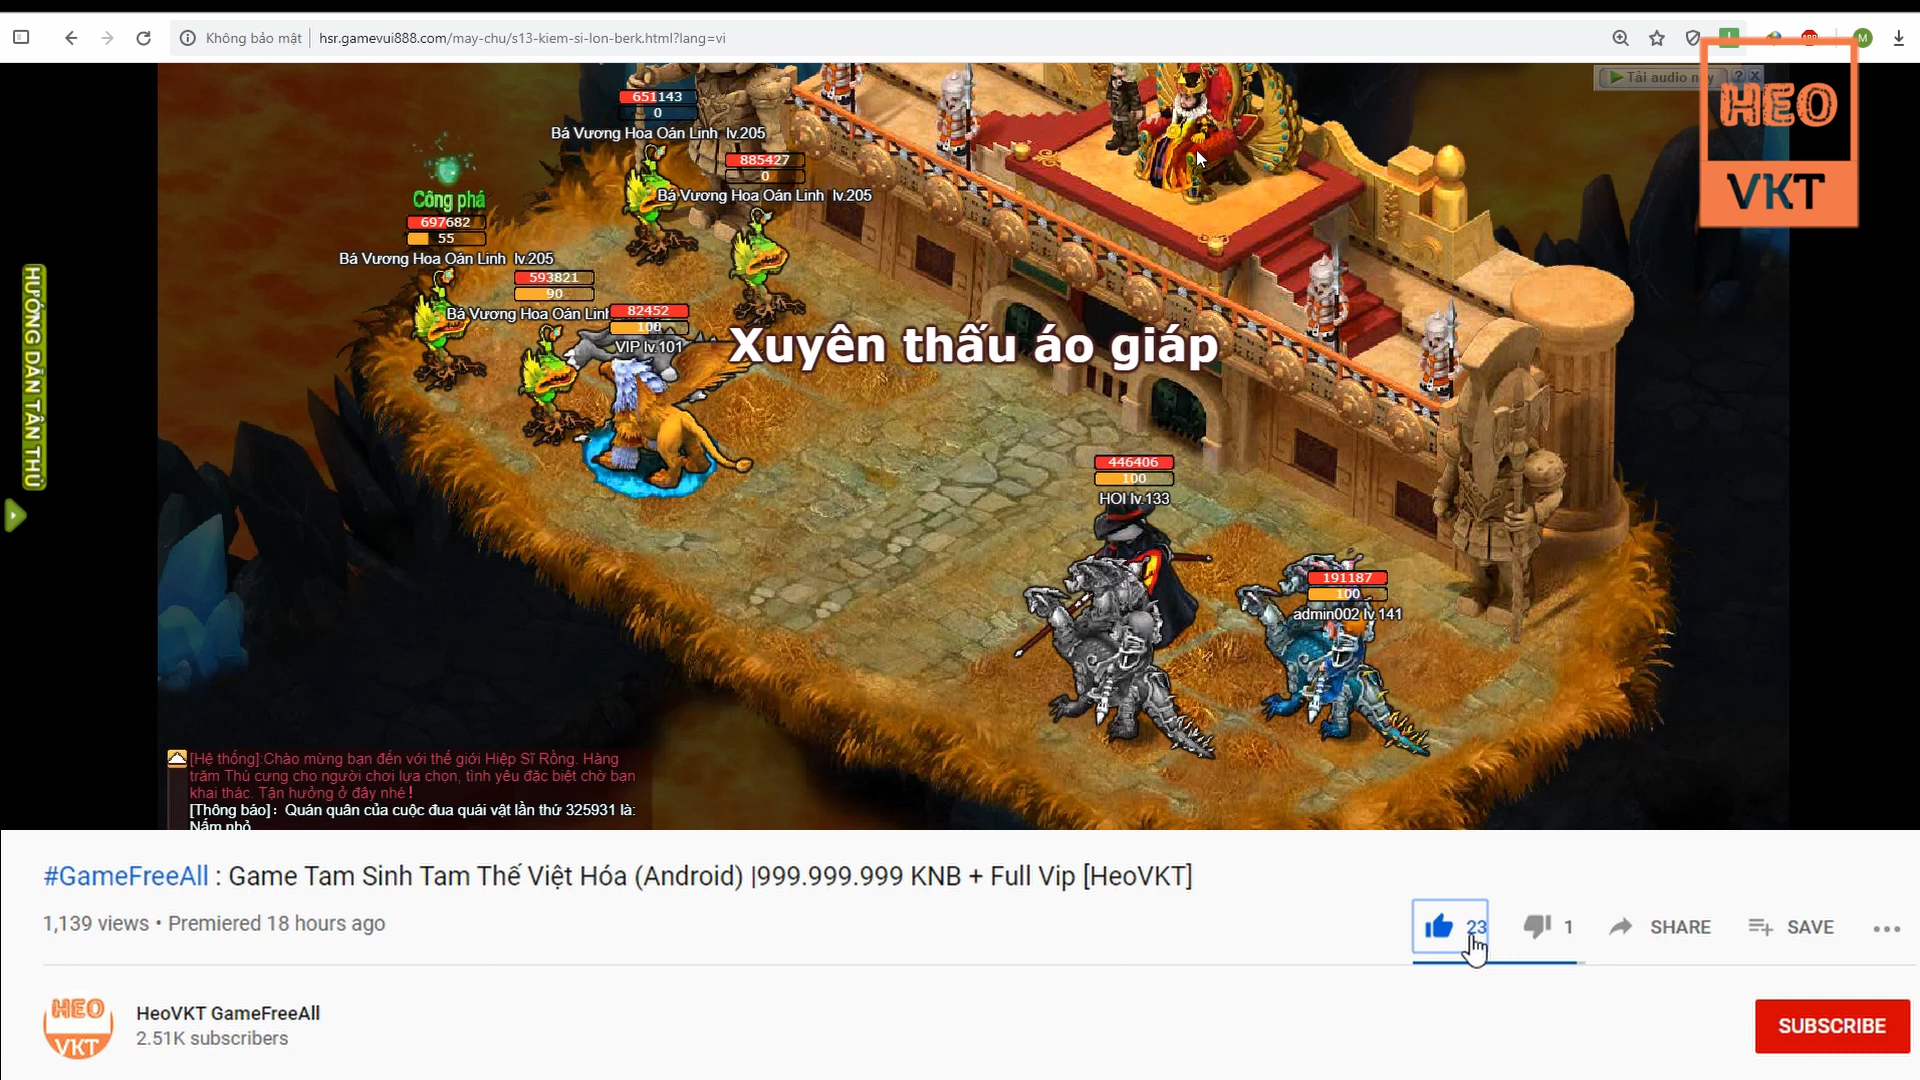 Không bảo mật
hsr.gamevui888.com/may-chu/s13-kiem-si-lon-berk.html?lang=vi
Tải audio này
HEO
VKT
651143
0
Bá Vương Hoa Oán Linh lv.205
885427
0
Bá Vương Hoa Oán Linh lv.205
Công phá
697682
55
Bá Vương Hoa Oán Linh lv.205
593821
90
Bá Vương Hoa Oán Linh
82452
100
VIP lv.101
Xuyên thấu áo giáp
HƯỚNG DẪN TÂN THỦ
446406
100
HOI lv.133
191187
100
admin002 lv.141
[Hệ thống]:Chào mừng bạn đến với thế giới Hiệp Sĩ Rồng. Hàng
trăm Thú cưng cho người chơi lựa chọn, tình yêu đặc biệt chờ bạn
khai thác. Tận hưởng ở đây nhé!
[Thông báo]: Quán quân của cuộc đua quái vật lần thứ 325931 là:
Nấm nhỏ
#GameFreeAll : Game Tam Sinh Tam Thế Việt Hóa (Android) |999.999.999 KNB + Full Vip [HeoVKT]
1,139 views • Premiered 18 hours ago
23
1
SHARE
SAVE
HEO
VKT
HeoVKT GameFreeAll
2.51K subscribers
SUBSCRIBE